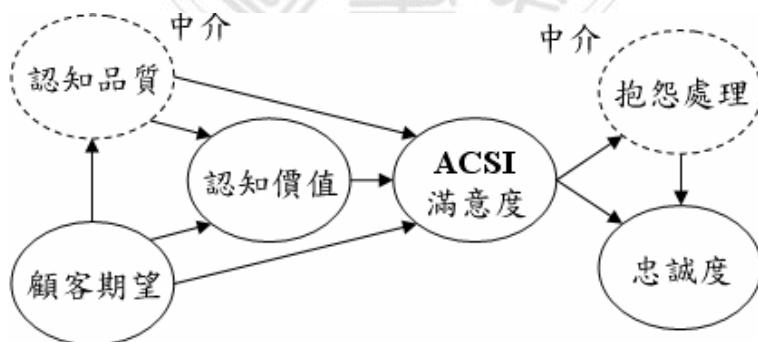 中介
認知品質
中介
抱怨處理
認知價值
ACSI
滿意度
顧客期望
忠誠度